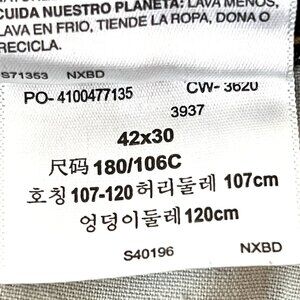 CUIDA NUESTRO PLANETA: LAVA MENOS,
LAVA EN FRIO, TIENDE LA ROPA, DONA O
RECICLA.
S71353 NXBD
PO- 4100477135 CW- 3620
3937
42x30
尺码 180/106C
호칭 107-120 허리둘레 107cm
엉덩이둘레 120cm
S40196 NXBD